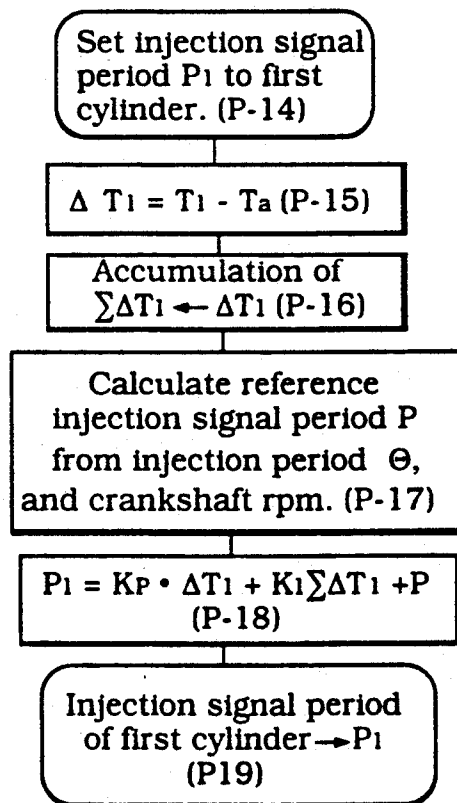 Set injection signal
period P1 to first
cylinder. (P-14)
Δ T1 = T1 - Ta (P-15)
Accumulation of
∑ΔT1 ← ΔT1 (P-16)
Calculate reference
injection signal period P
from injection period Θ,
and crankshaft rpm. (P-17)
P1 = KP • ΔT1 + K1∑ΔT1 +P
(P-18)
Injection signal period
of first cylinder→P1
(P19)